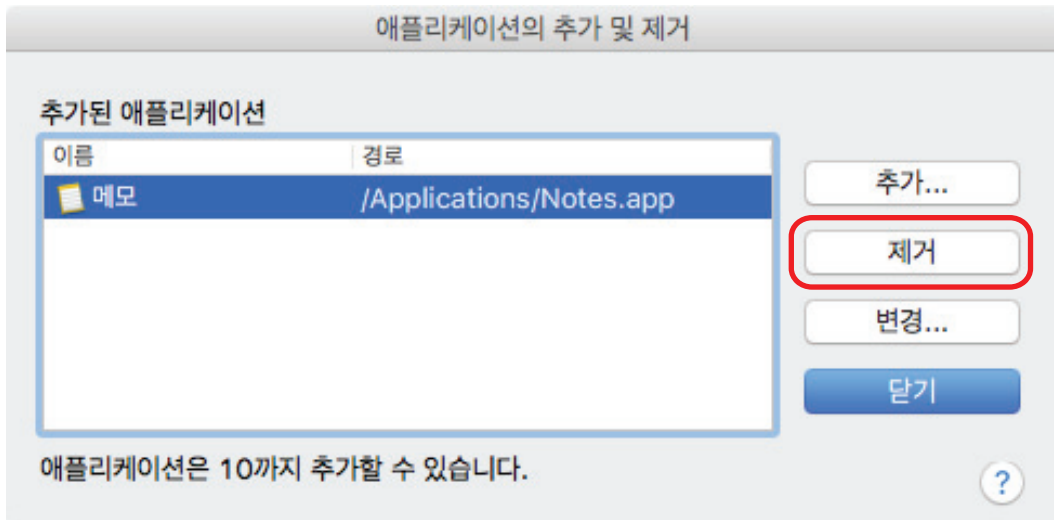 애플리케이션의 추가 및 제거
추가된 애플리케이션
이름 경로
메모 /Applications/Notes.app
추가...
제거
변경...
닫기
애플리케이션은 10까지 추가할 수 있습니다.
?